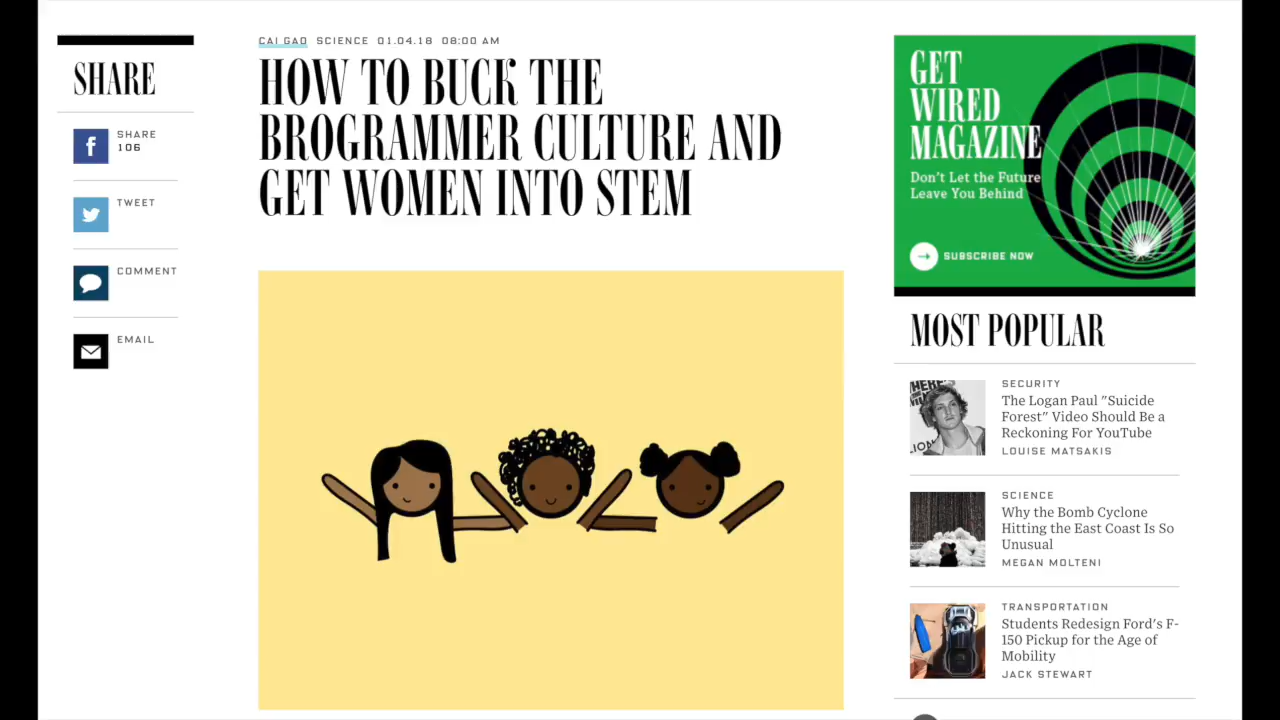 SHARE
SHARE
106
TWEET
COMMENT
EMAIL
CAI GAO SCIENCE 01.04.18 08:00 AM
HOW TO BUCK THE
BROGRAMMER CULTURE AND
GET WOMEN INTO STEM
GET
WIRED
MAGAZINE
Don't Let the Future
Leave You Behind
SUBSCRIBE NOW
MOST POPULAR
SECURITY
The Logan Paul "Suicide
Forest" Video Should Be a
Reckoning For YouTube
LOUISE MATSAKIS
SCIENCE
Why the Bomb Cyclone
Hitting the East Coast Is So
Unusual
MEGAN MOLTENI
TRANSPORTATION
Students Redesign Ford's F-
150 Pickup for the Age of
Mobility
JACK STEWART